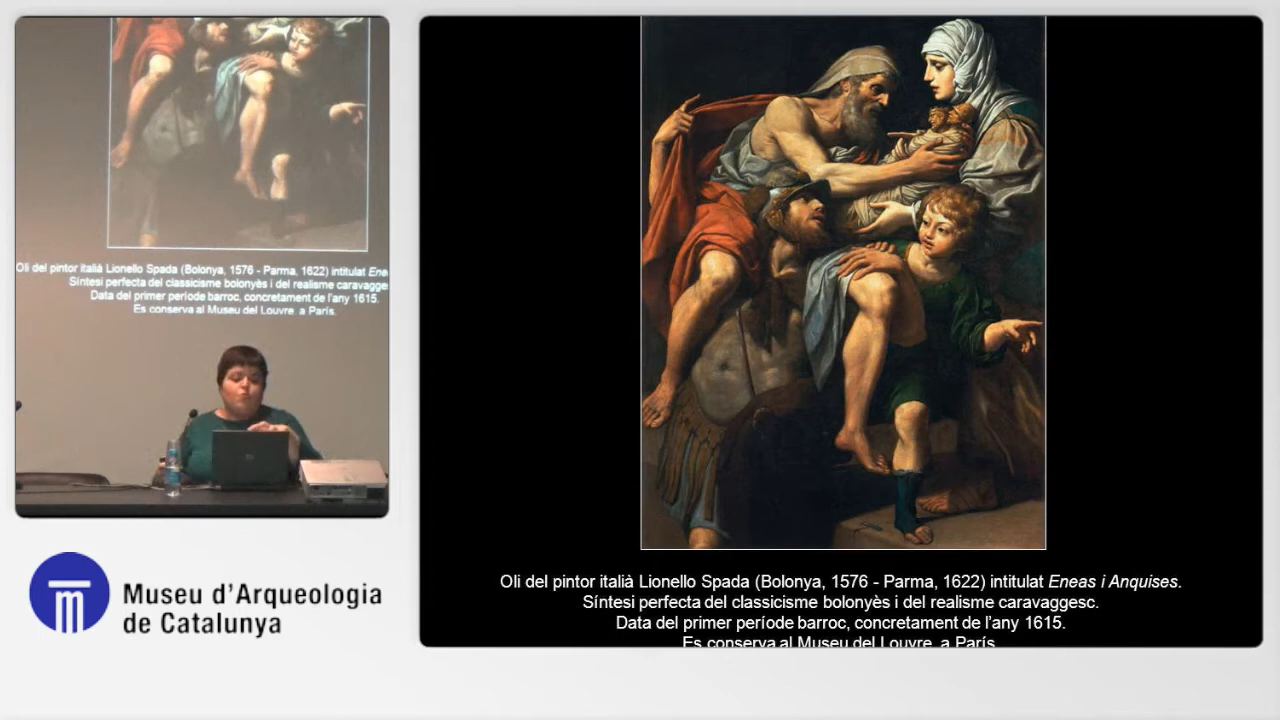 Oli del pintor italià Lionello Spada (Bolonya, 1576 - Parma, 1622) intitulat Ene
Síntesi perfecta del classicisme bolonyès i del realisme caravagge
Data del primer període barroc, concretament de l'any 1615.
Es conserva al Museu del Louvre, a París.
Museu d'Arqueologia
de Catalunya
Oli del pintor italià Lionello Spada (Bolonya, 1576 - Parma, 1622) intitulat Eneas i Anquises.
Síntesi perfecta del classicisme bolonyès i del realisme caravaggesc.
Data del primer període barroc, concretament de l'any 1615.
Es conserva al Museu del Louvre, a París